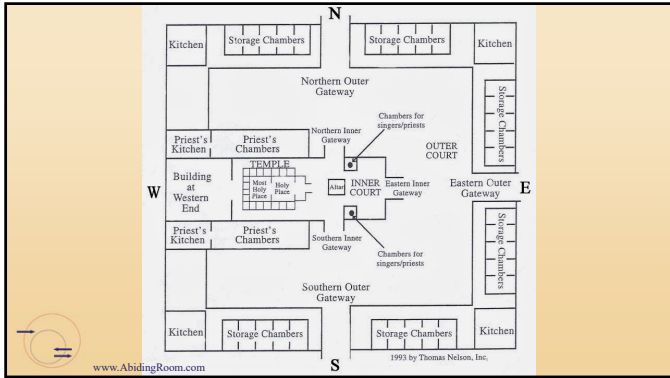 N
Kitchen
Storage Chambers
Storage Chambers
Kitchen
Northern Outer
Gateway
Storage Chambers
Chambers for
singers/priests
Northern Inner
Gateway
OUTER
COURT
Priest's
Kitchen
Priest's
Chambers
TEMPLE
W
Building
at
Western
End
Most
Holy
Place
Holy
Place
Altar
INNER
COURT
Eastern Inner
Gateway
Eastern Outer
Gateway
E
Priest's
Kitchen
Priest's
Chambers
Southern Inner
Gateway
Chambers for
singers/priests
Storage Chambers
Southern Outer
Gateway
Kitchen
Storage Chambers
Storage Chambers
Kitchen
1993 by Thomas Nelson, Inc.
S
www.AbidingRoom.com